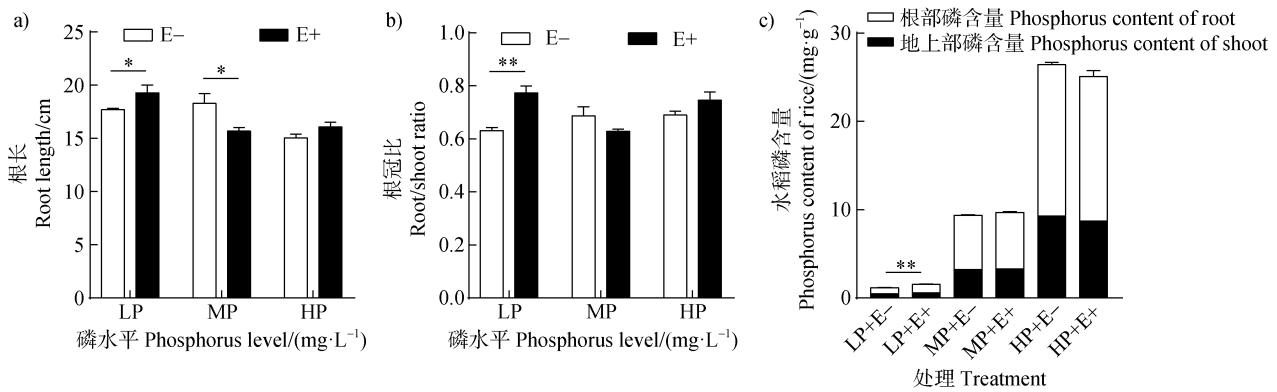 a)
E−
E+
25
20
15
10
5
0
*
*
LP
MP
HP
根长
Root length/cm
磷水平 Phosphorus level/(mg·L⁻¹)
b)
E−
E+
1.0
0.8
0.6
0.4
0.2
0.0
**
LP
MP
HP
根冠比
Root/shoot ratio
磷水平 Phosphorus level/(mg·L⁻¹)
c)
根部磷含量 Phosphorus content of root
地上部磷含量 Phosphorus content of shoot
30
20
10
0
**
LP+E−
LP+E+
MP+E−
MP+E+
HP+E−
HP+E+
水稻磷含量
Phosphorus content of rice/(mg·g⁻¹)
处理 Treatment